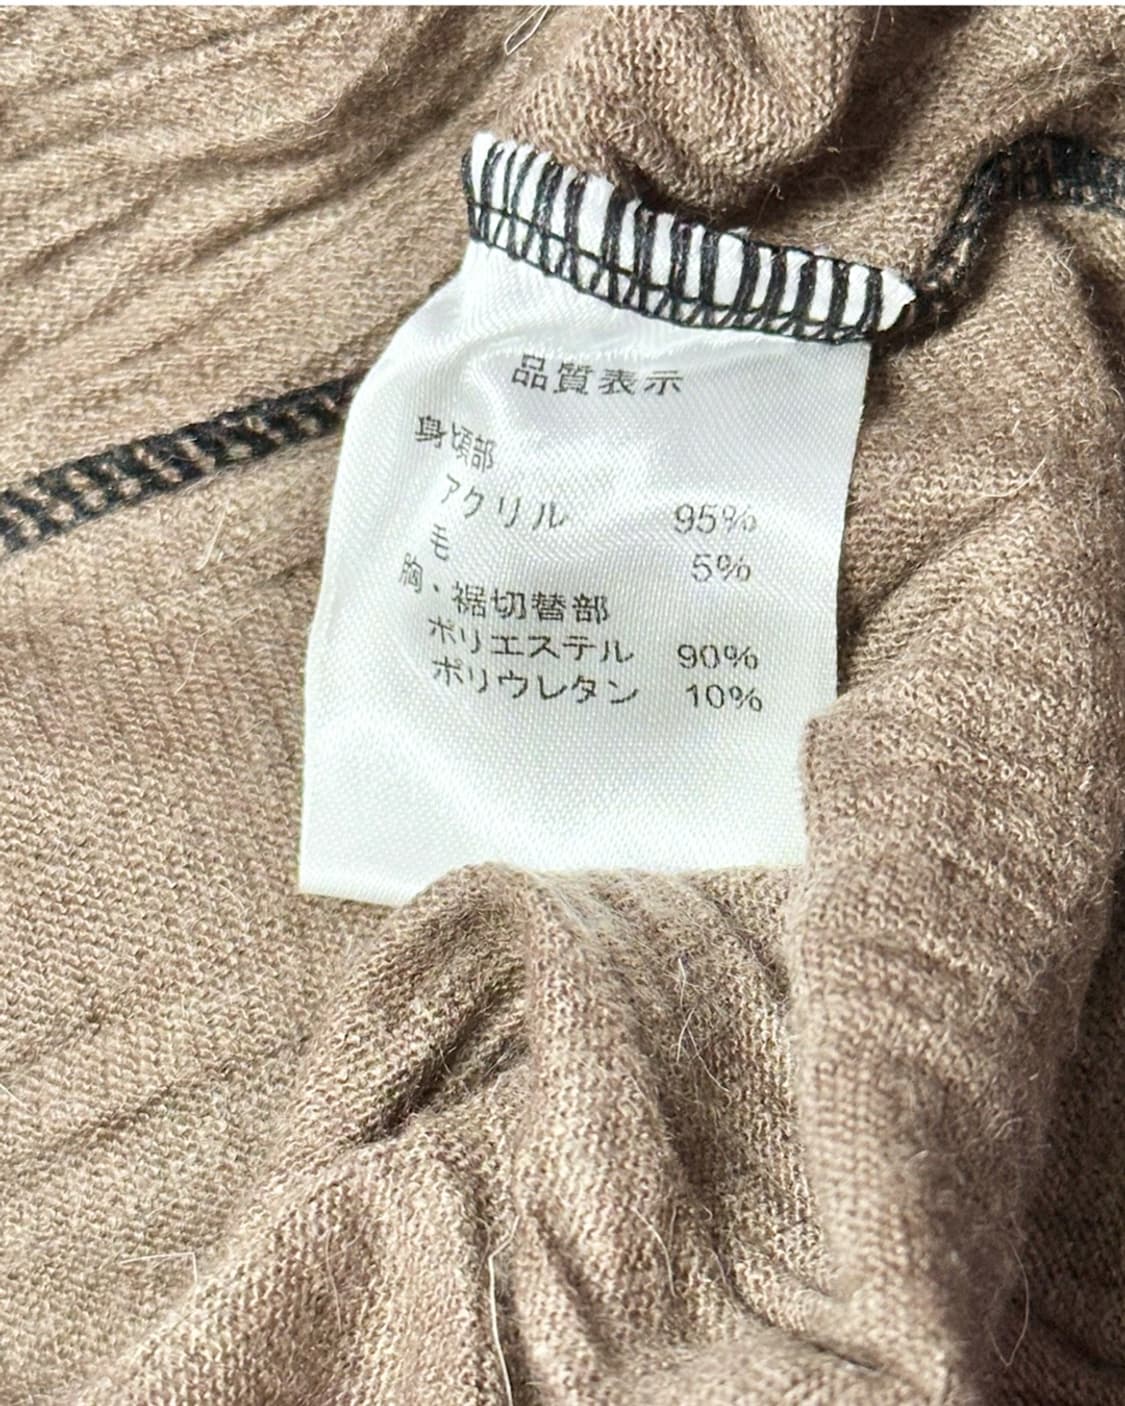 品質表示
身頃部
アクリル 95%
毛 5%
胸・裾切替部
ポリエステル 90%
ポリウレタン 10%